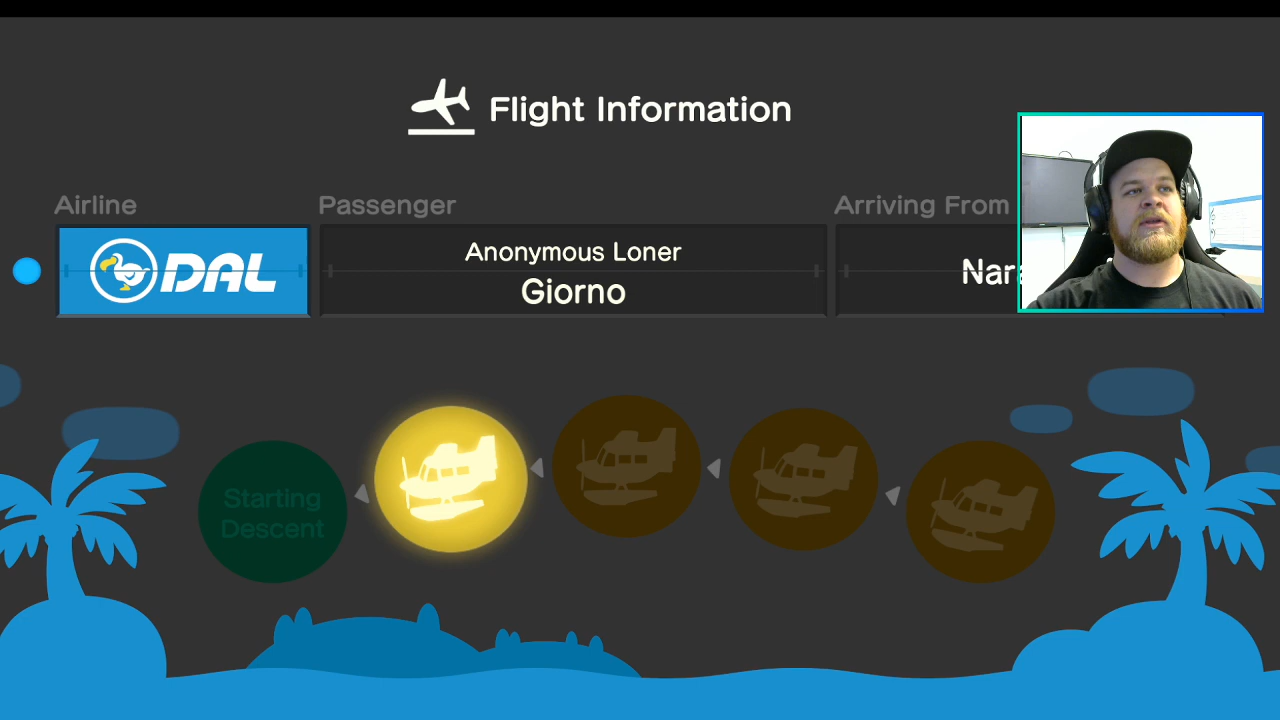 Flight Information
Airline
Passenger
Arriving From
DAL
Anonymous Loner
Giorno
Starting
Descent